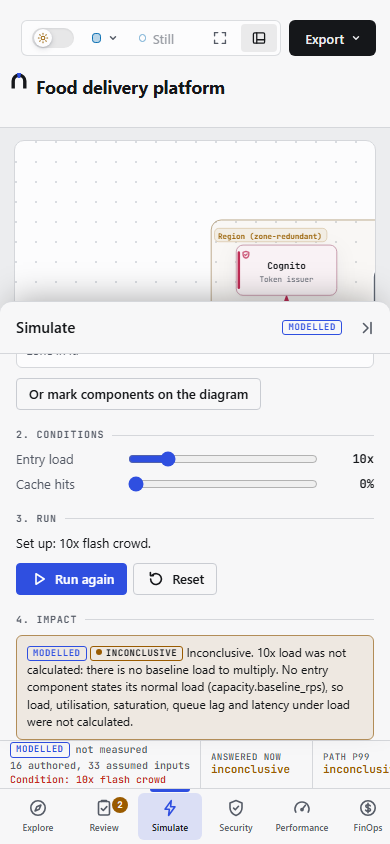 Still
Export
Food delivery platform
Region (zone-redundant)
Cognito
Token issuer
Simulate
MODELLED
Or mark components on the diagram
2. CONDITIONS
Entry load
10x
Cache hits
0%
3. RUN
Set up: 10x flash crowd.
Run again
Reset
4. IMPACT
MODELLED INCONCLUSIVE Inconclusive. 10x load was not
calculated: there is no baseline load to multiply. No entry
component states its normal load (capacity.baseline_rps), so
load, utilisation, saturation, queue lag and latency under load
were not calculated.
MODELLED not measured
16 authored, 33 assumed inputs
Condition: 10x flash crowd
ANSWERED NOW
inconclusive
PATH P99
inconclusi
2
Explore
Review
Simulate
Security
Performance
FinOps